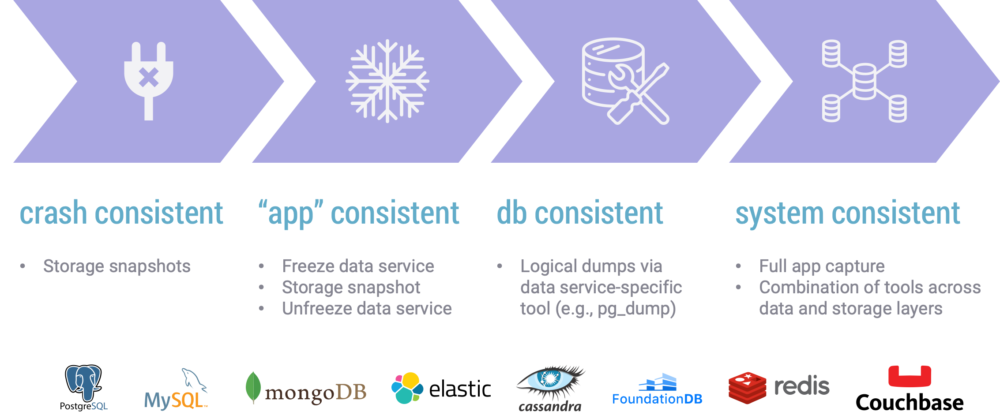 crash consistent
• Storage snapshots
“app” consistent
• Freeze data service
• Storage snapshot
• Unfreeze data service
db consistent
• Logical dumps via
data service-specific
tool (e.g., pg_dump)
system consistent
• Full app capture
• Combination of tools across
data and storage layers
PostgreSQL
MySQL™
mongoDB
elastic
cassandra
FoundationDB
redis
Couchbase